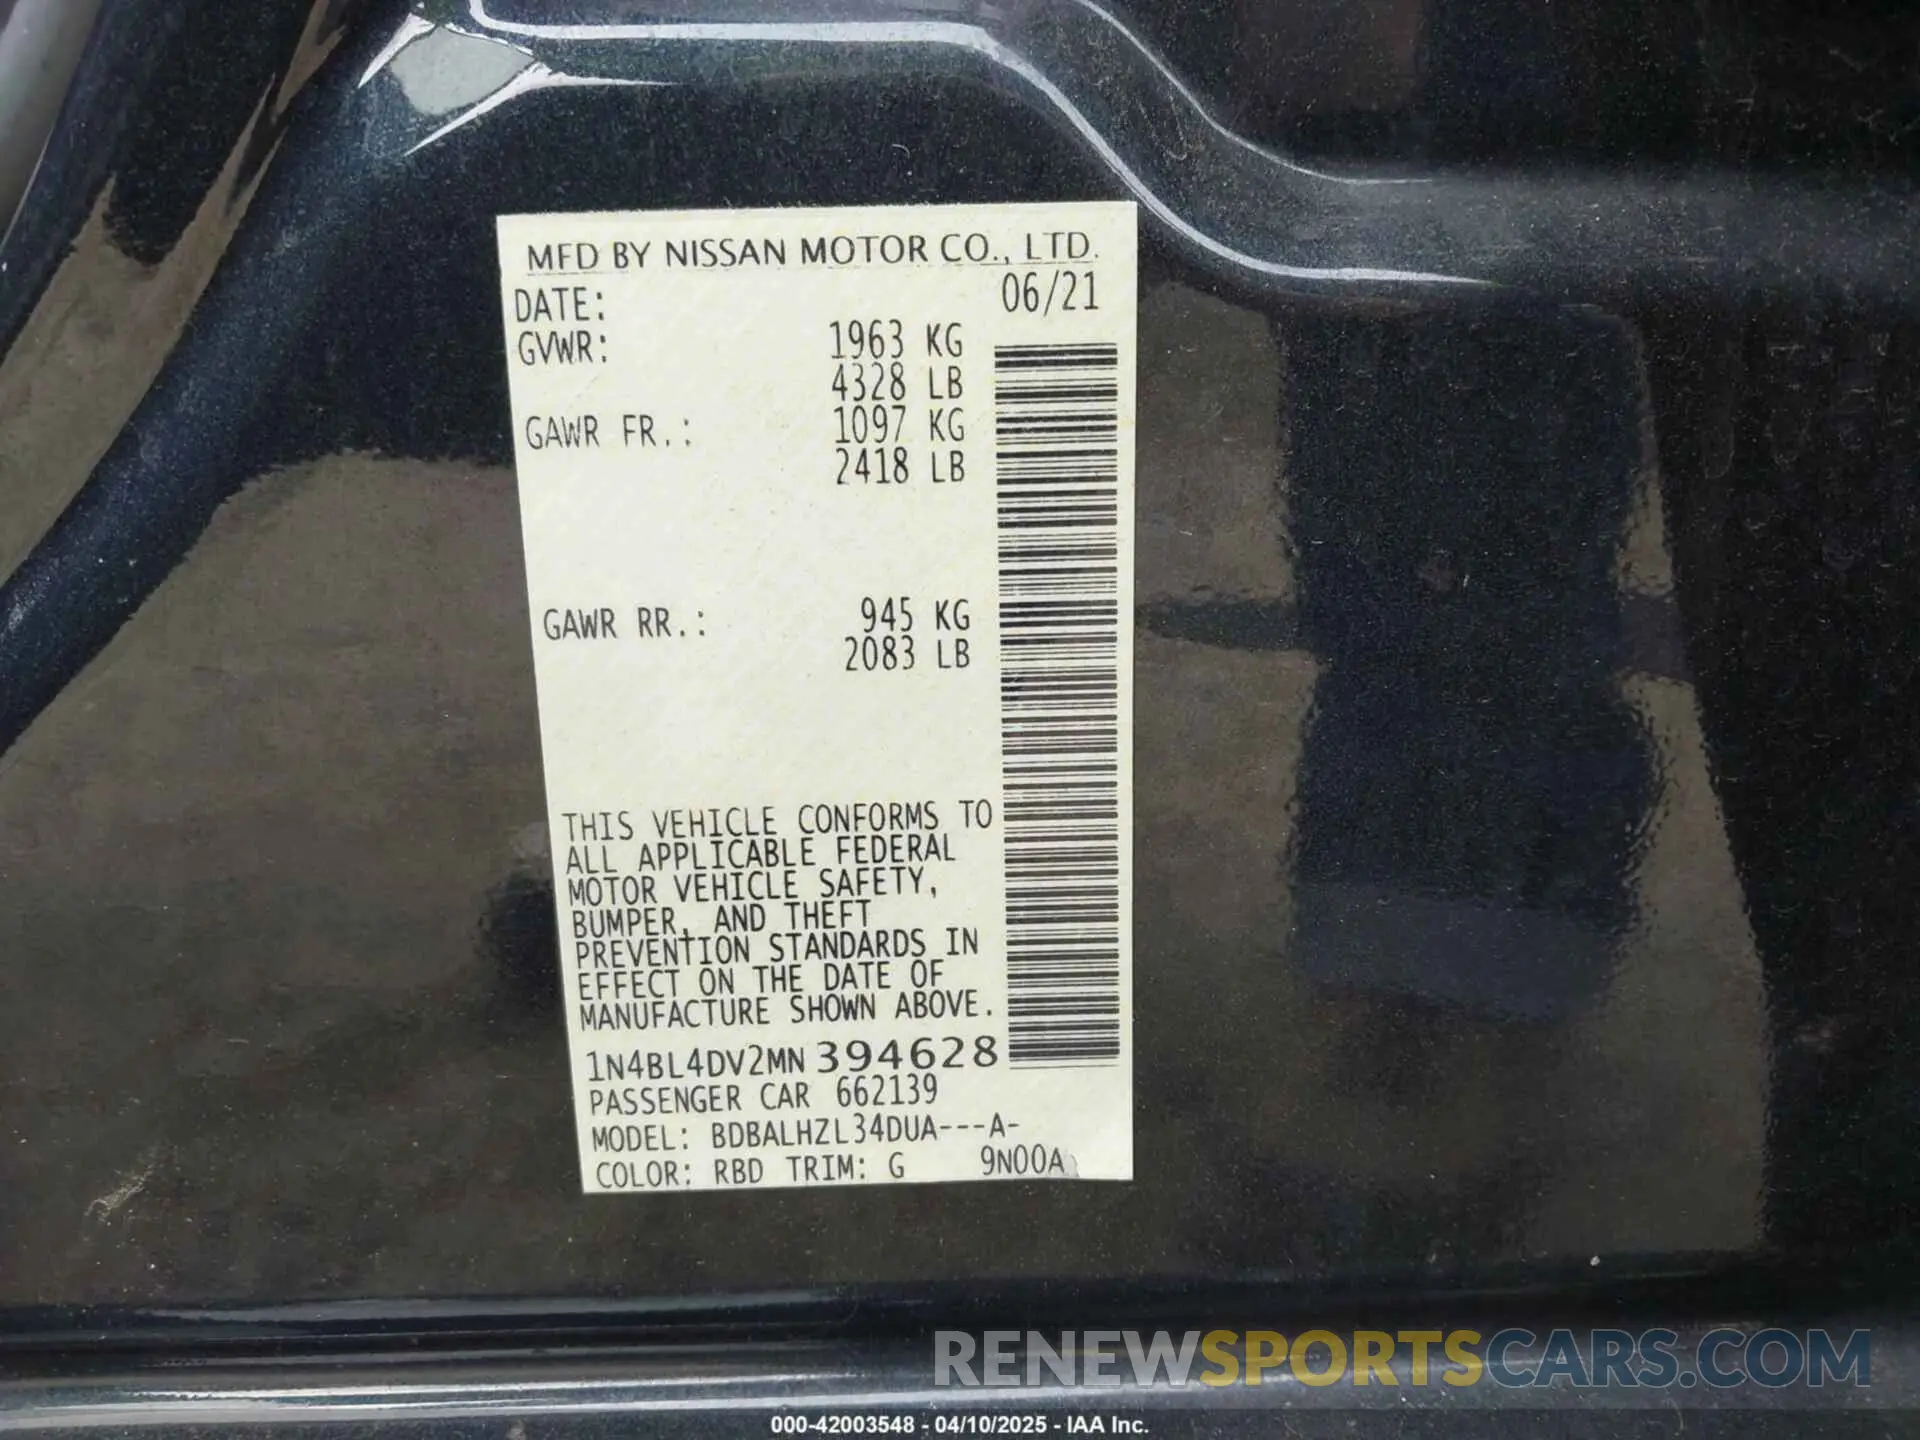 MFD BY NISSAN MOTOR CO., LTD.
DATE: 06/21
GVWR: 1963 KG
4328 LB
GAWR FR.: 1097 KG
2418 LB
GAWR RR.: 945 KG
2083 LB
THIS VEHICLE CONFORMS TO
ALL APPLICABLE FEDERAL
MOTOR VEHICLE SAFETY,
BUMPER, AND THEFT
PREVENTION STANDARDS IN
EFFECT ON THE DATE OF
MANUFACTURE SHOWN ABOVE.
1N4BL4DV2MN394628
PASSENGER CAR 662139
MODEL: BDBALHZL34DUA---A-
COLOR: RBD TRIM: G 9N00A
RENEWSPORTSCARS.COM
000-42003548 - 04/10/2025 - IAA Inc.